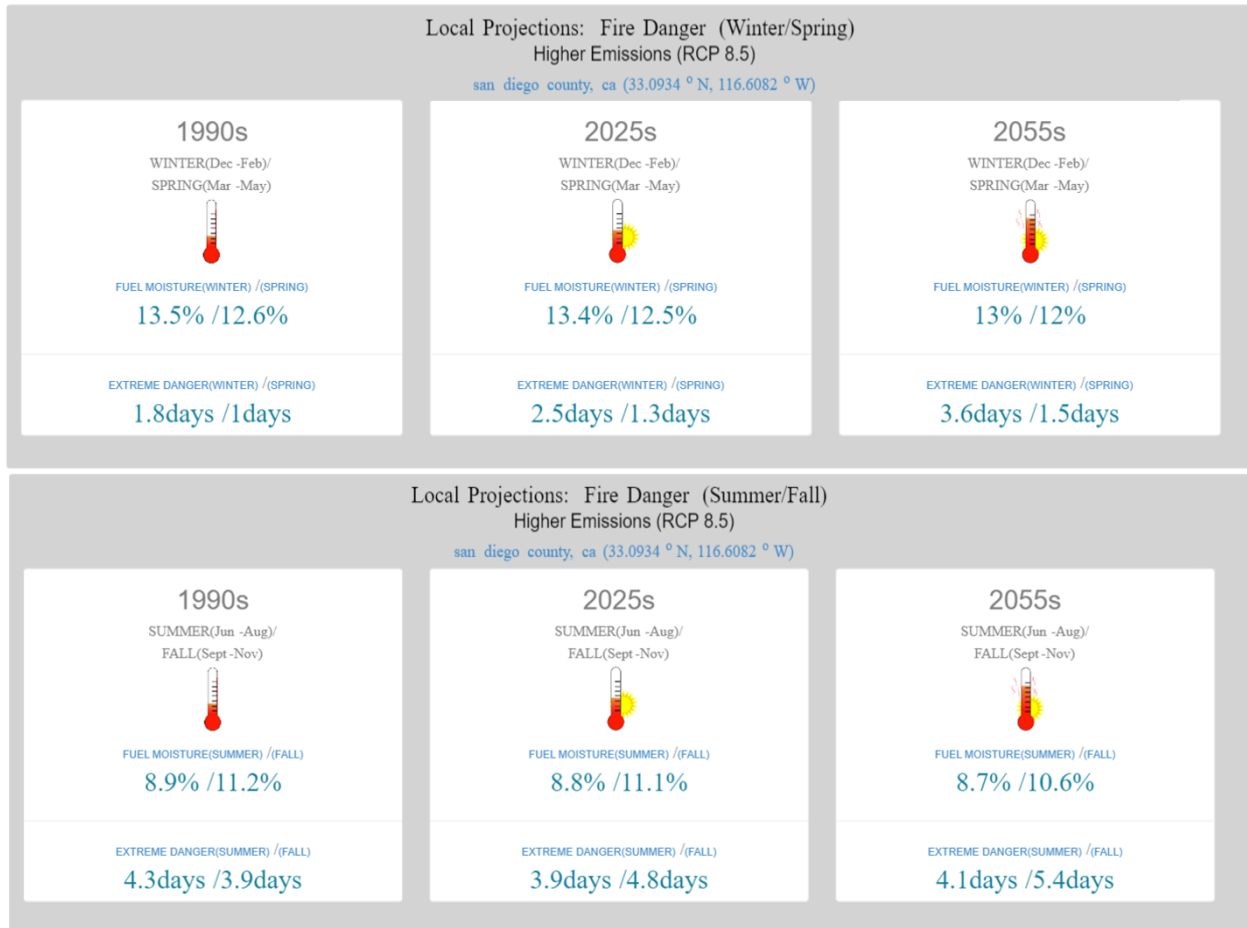 Local Projections: Fire Danger (Winter/Spring)
Higher Emissions (RCP 8.5)
san diego county, ca (33.0934 ° N, 116.6082 ° W)
1990s
WINTER(Dec -Feb)/
SPRING(Mar -May)
FUEL MOISTURE(WINTER) /(SPRING)
13.5% /12.6%
EXTREME DANGER(WINTER) /(SPRING)
1.8days /1days
2025s
WINTER(Dec -Feb)/
SPRING(Mar -May)
FUEL MOISTURE(WINTER) /(SPRING)
13.4% /12.5%
EXTREME DANGER(WINTER) /(SPRING)
2.5days /1.3days
2055s
WINTER(Dec -Feb)/
SPRING(Mar -May)
FUEL MOISTURE(WINTER) /(SPRING)
13% /12%
EXTREME DANGER(WINTER) /(SPRING)
3.6days /1.5days
Local Projections: Fire Danger (Summer/Fall)
Higher Emissions (RCP 8.5)
san diego county, ca (33.0934 ° N, 116.6082 ° W)
1990s
SUMMER(Jun -Aug)/
FALL(Sept -Nov)
FUEL MOISTURE(SUMMER) /(FALL)
8.9% /11.2%
EXTREME DANGER(SUMMER) /(FALL)
4.3days /3.9days
2025s
SUMMER(Jun -Aug)/
FALL(Sept -Nov)
FUEL MOISTURE(SUMMER) /(FALL)
8.8% /11.1%
EXTREME DANGER(SUMMER) /(FALL)
3.9days /4.8days
2055s
SUMMER(Jun -Aug)/
FALL(Sept -Nov)
FUEL MOISTURE(SUMMER) /(FALL)
8.7% /10.6%
EXTREME DANGER(SUMMER) /(FALL)
4.1days /5.4days